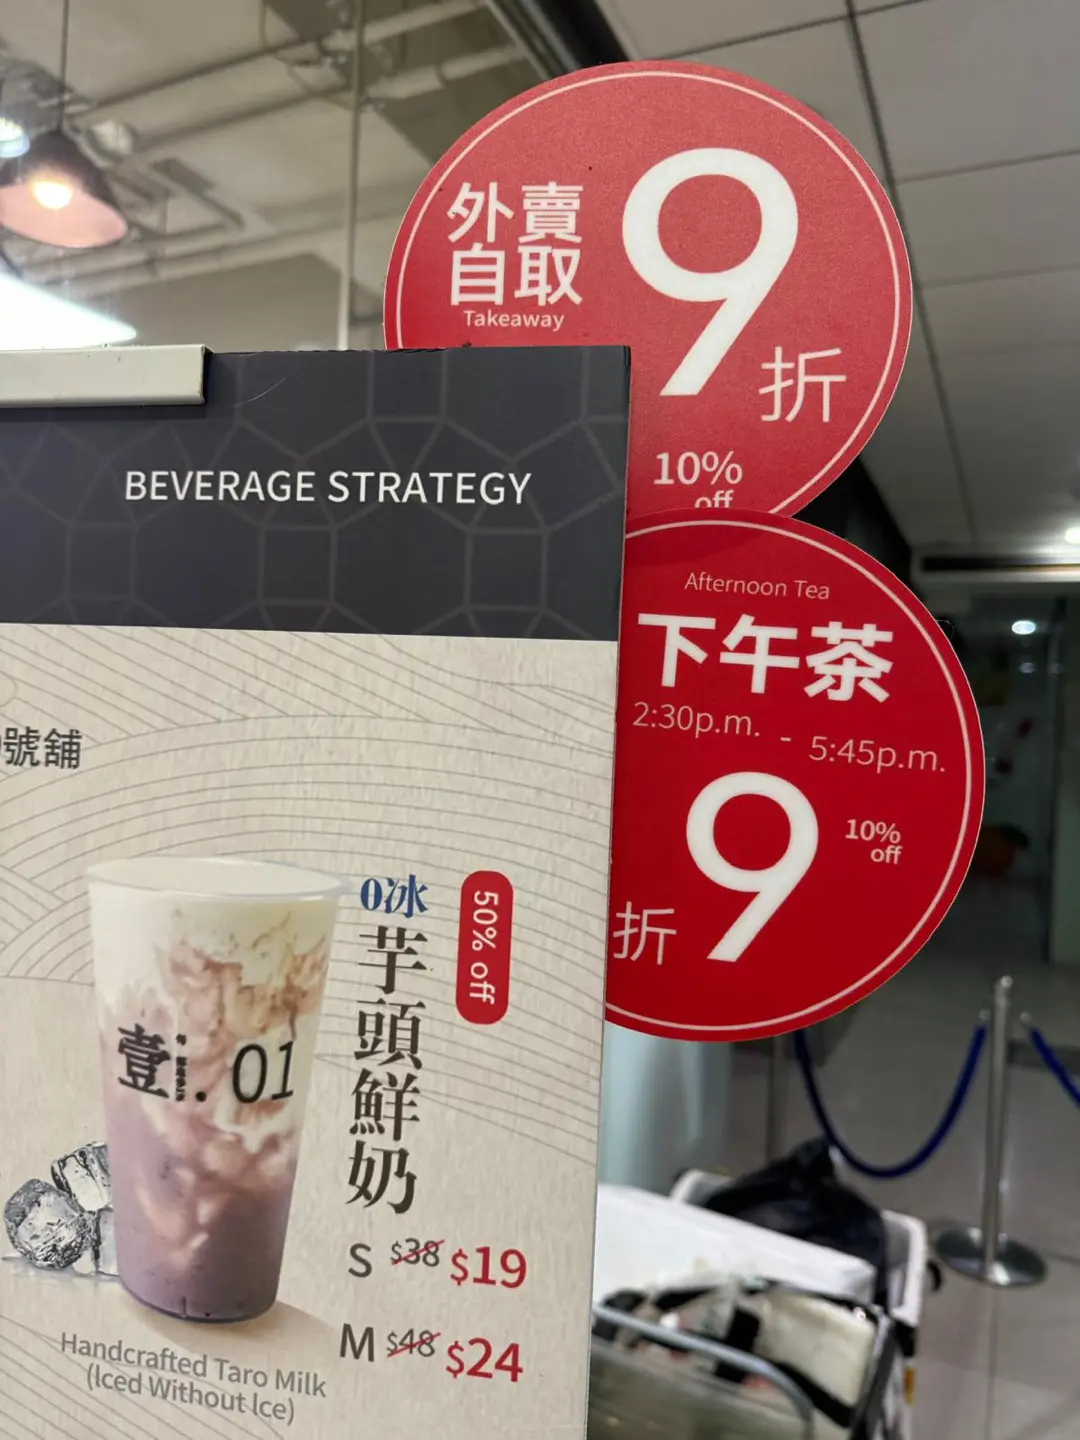 外賣
自取
Takeaway
9折
10%
off
BEVERAGE STRATEGY
Afternoon Tea
下午茶
2:30p.m. - 5:45p.m.
9折
10%
off
號舖
0冰
芋頭鮮奶
50% off
壹.01
S $38 $19
M $48 $24
Handcrafted Taro Milk
(Iced Without Ice)